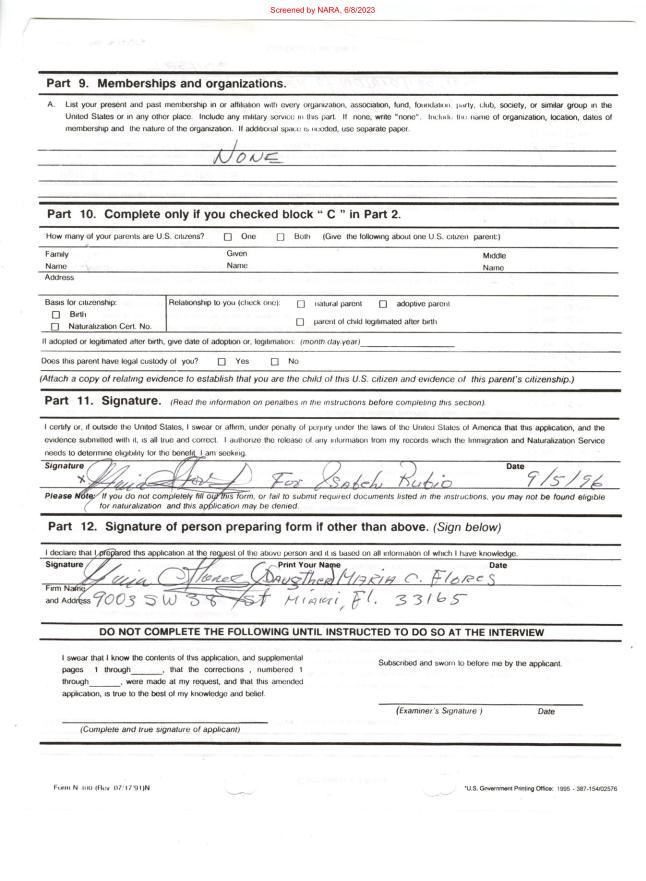 Screened by NARA, 6/8/2023
Part 9. Memberships and organizations.
A. List your present and past membership in or affiliation with every organization, association, fund, foundation, party, club, society, or similar group in the
United States or in any other place. Include any military service in this part. If none, write "none". Include the name of organization, location, dates of
membership and the nature of the organization. If additional space is needed, use separate paper.
NONE
Part 10. Complete only if you checked block " C " in Part 2.
How many of your parents are U.S. citizens? ☐ One ☐ Both (Give the following about one U.S. citizen parent:)
Family Given Middle
Name Name Name
Address
Basis for citizenship: Relationship to you (check one): ☐ natural parent ☐ adoptive parent
☐ Birth
☐ Naturalization Cert. No. ☐ parent of child legitimated after birth
If adopted or legitimated after birth, give date of adoption or, legitimation: (month day year)
Does this parent have legal custody of you? ☐ Yes ☐ No
(Attach a copy of relating evidence to establish that you are the child of this U.S. citizen and evidence of this parent's citizenship.)
Part 11. Signature. (Read the information on penalties in the instructions before completing this section).
I certify or, if outside the United States, I swear or affirm, under penalty of perjury under the laws of the United States of America that this application, and the
evidence submitted with it, is all true and correct. I authorize the release of any information from my records which the Immigration and Naturalization Service
needs to determine eligibility for the benefit I am seeking.
Signature Date
x For Rubio 9/5/96
Please Note: If you do not completely fill out this form, or fail to submit required documents listed in the instructions, you may not be found eligible
for naturalization and this application may be denied.
Part 12. Signature of person preparing form if other than above. (Sign below)
I declare that I prepared this application at the request of the above person and it is based on all information of which I have knowledge.
Signature Print Your Name Date
(Daugther) MARIA C. FLORES
Firm Name
and Address 9003 SW 38 St Miami, Fl. 33165
DO NOT COMPLETE THE FOLLOWING UNTIL INSTRUCTED TO DO SO AT THE INTERVIEW
I swear that I know the contents of this application, and supplemental
pages 1 through______, that the corrections , numbered 1
through______, were made at my request, and that this amended
application, is true to the best of my knowledge and belief.
Subscribed and sworn to before me by the applicant.
(Examiner's Signature ) Date
(Complete and true signature of applicant)
Form N 400 (Rev. 07/17/91)N
*U.S. Government Printing Office: 1995 - 387-154/02576